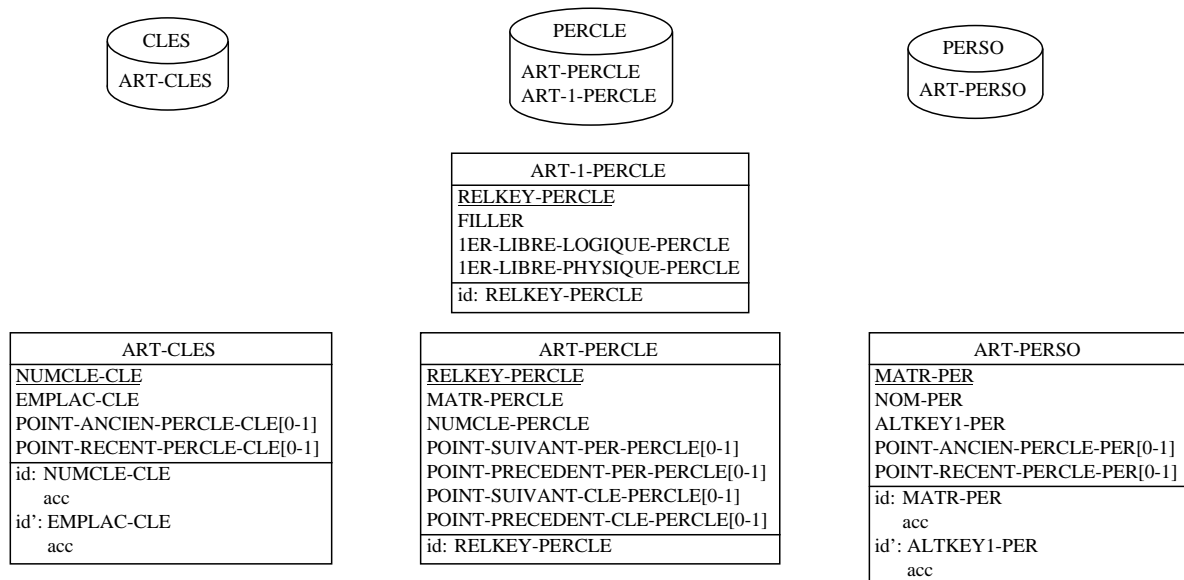 CLES
ART-CLES
PERCLE
ART-PERCLE
ART-1-PERCLE
PERSO
ART-PERSO
ART-1-PERCLE
RELKEY-PERCLE
FILLER
1ER-LIBRE-LOGIQUE-PERCLE
1ER-LIBRE-PHYSIQUE-PERCLE
id: RELKEY-PERCLE
ART-CLES
NUMCLE-CLE
EMPLAC-CLE
POINT-ANCIEN-PERCLE-CLE[0-1]
POINT-RECENT-PERCLE-CLE[0-1]
id: NUMCLE-CLE
acc
id’: EMPLAC-CLE
acc
ART-PERCLE
RELKEY-PERCLE
MATR-PERCLE
NUMCLE-PERCLE
POINT-SUIVANT-PER-PERCLE[0-1]
POINT-PRECEDENT-PER-PERCLE[0-1]
POINT-SUIVANT-CLE-PERCLE[0-1]
POINT-PRECEDENT-CLE-PERCLE[0-1]
id: RELKEY-PERCLE
ART-PERSO
MATR-PER
NOM-PER
ALTKEY1-PER
POINT-ANCIEN-PERCLE-PER[0-1]
POINT-RECENT-PERCLE-PER[0-1]
id: MATR-PER
acc
id’: ALTKEY1-PER
acc